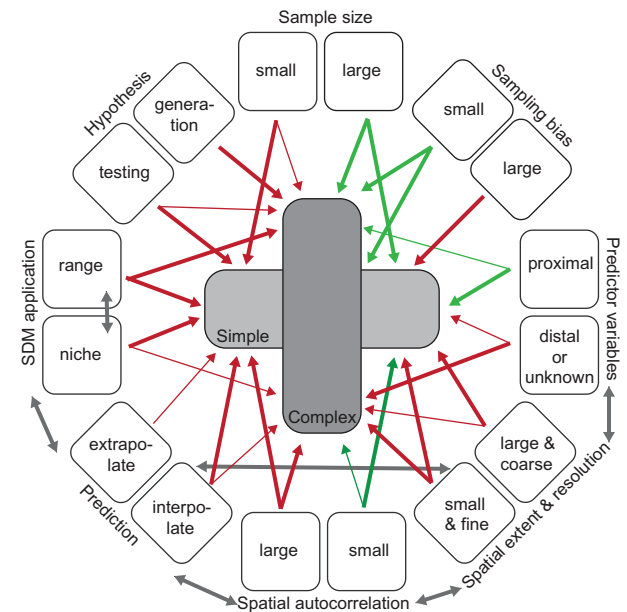 Sample size
small
large
Sampling bias
small
large
Hypothesis
genera-
tion
testing
SDM application
range
niche
Predictor variables
proximal
distal or
unknown
Simple
Complex
Prediction
extrapo-
late
interpo-
late
Spatial autocorrelation
large
small
Spatial extent & resolution
large &
coarse
small
& fine